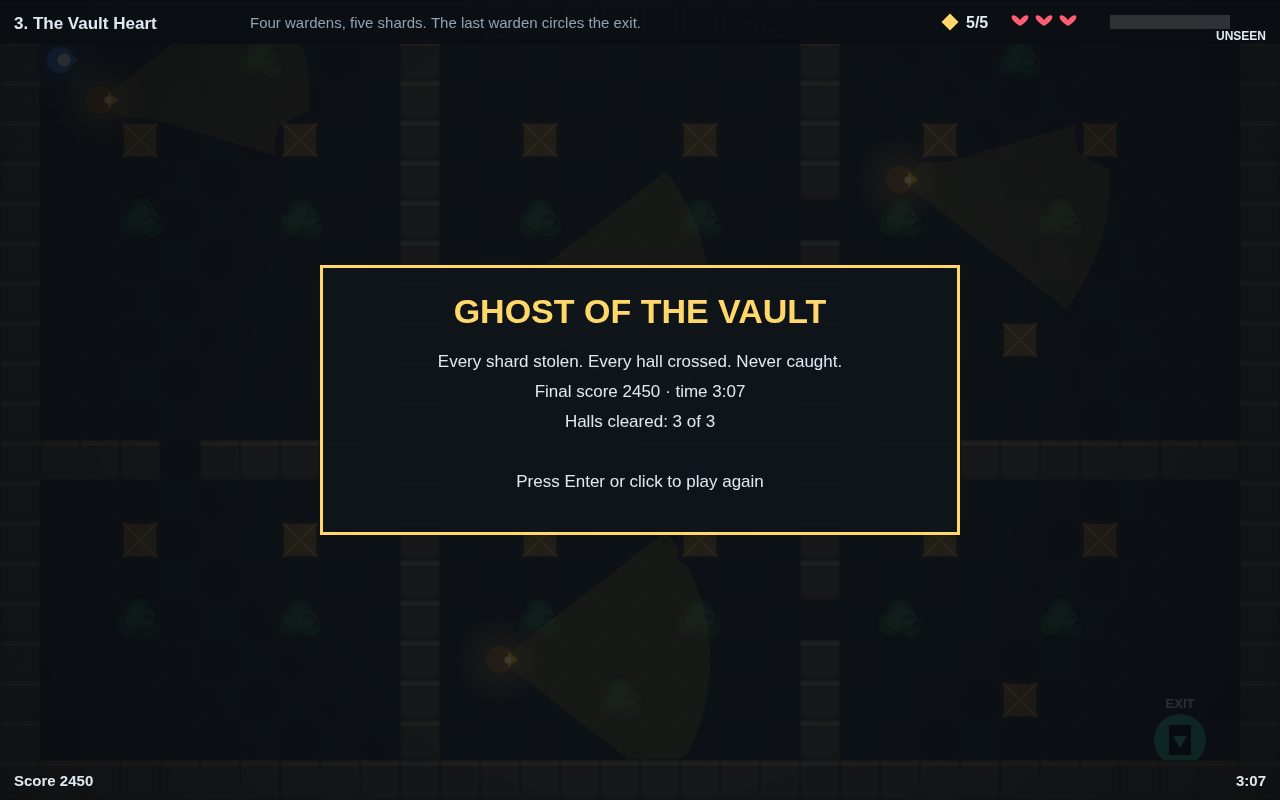 3. The Vault Heart
Four wardens, five shards. The last warden circles the exit.
5/5
UNSEEN
GHOST OF THE VAULT
Every shard stolen. Every hall crossed. Never caught.
Final score 2450 · time 3:07
Halls cleared: 3 of 3
Press Enter or click to play again
EXIT
Score 2450
3:07